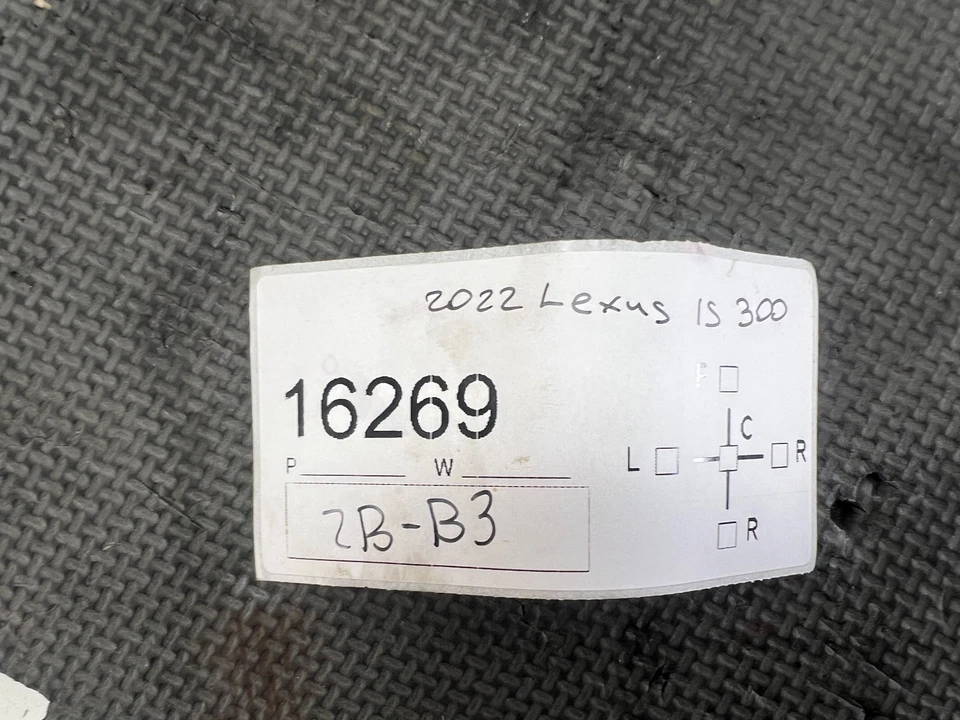 2022 Lexus IS 300
F
16269
C
L R
P W
2B-B3
R